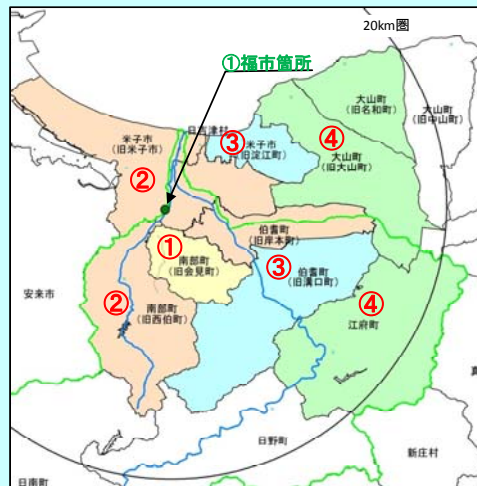 20km圏
①福市箇所
大山町
(旧名和町)
大山町
(旧中山町)
米子市
(旧米子市)
日吉津村
③
米子市
(旧淀江町)
④
大山町
(旧大山町)
②
伯耆町
(旧岸本町)
①
南部町
(旧会見町)
③
伯耆町
(旧溝口町)
安来市
②
南部町
(旧西伯町)
④
江府町
日野町
新庄村
日南町